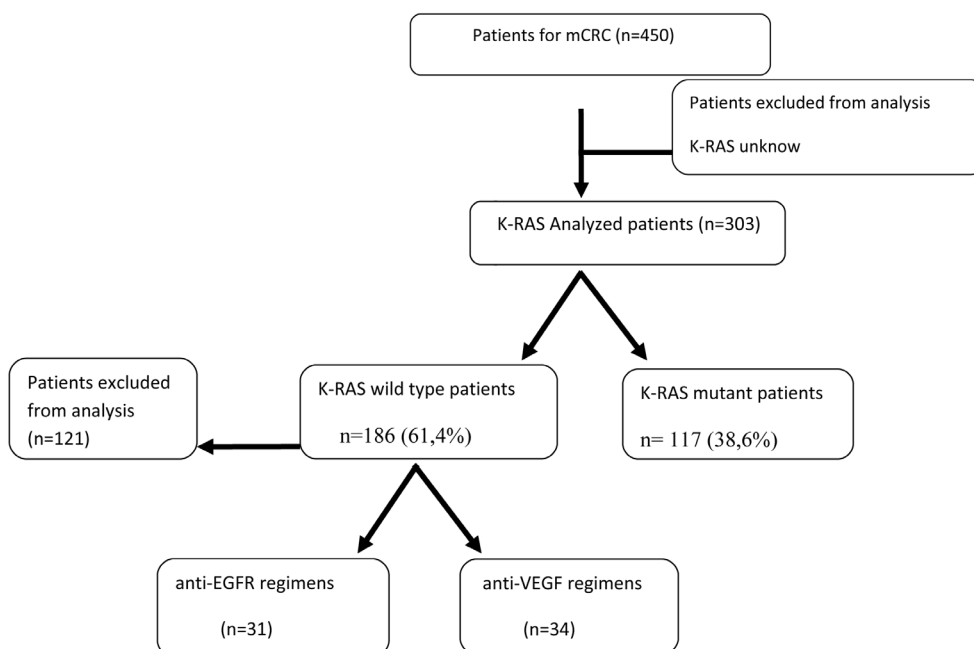 Patients for mCRC (n=450)
Patients excluded from analysis
K-RAS unknow
K-RAS Analyzed patients (n=303)
Patients excluded
from analysis
(n=121)
K-RAS wild type patients
n=186 (61,4%)
K-RAS mutant patients
n= 117 (38,6%)
anti-EGFR regimens
(n=31)
anti-VEGF regimens
(n=34)